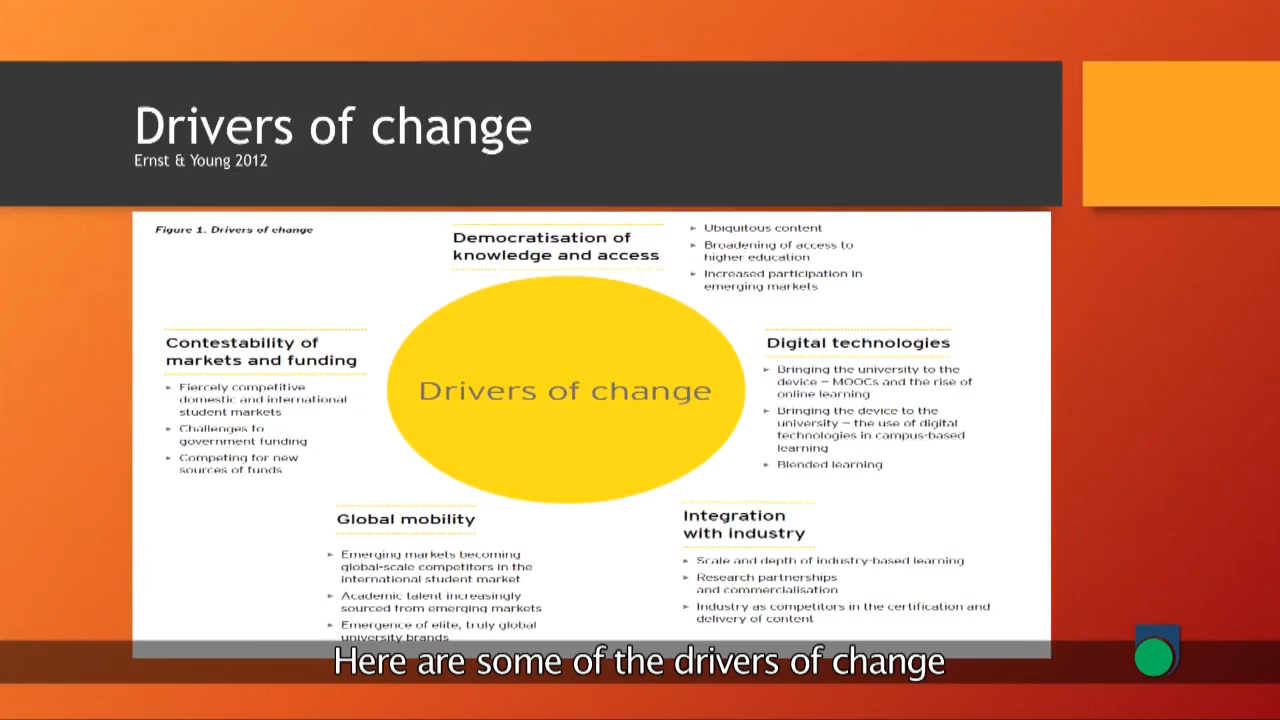 Drivers of change
Ernst & Young 2012
Figure 1. Drivers of change
Democratisation of
knowledge and access
▸ Ubiquitous content
▸ Broadening of access to
higher education
▸ Increased participation in
emerging markets
Contestability of
markets and funding
▸ Fiercely competitive
domestic and international
student markets
▸ Challenges to
government funding
▸ Competing for new
sources of funds
Drivers of change
Digital technologies
▸ Bringing the university to the
device – MOOCs and the rise of
online learning
▸ Bringing the device to the
university – the use of digital
technologies in campus-based
learning
▸ Blended learning
Global mobility
▸ Emerging markets becoming
global-scale competitors in the
international student market
▸ Academic talent increasingly
sourced from emerging markets
▸ Emergence of elite, truly global
university brands
Integration
with industry
▸ Scale and depth of industry-based learning
▸ Research partnerships
and commercialisation
▸ Industry as competitors in the certification and
delivery of content
Here are some of the drivers of change